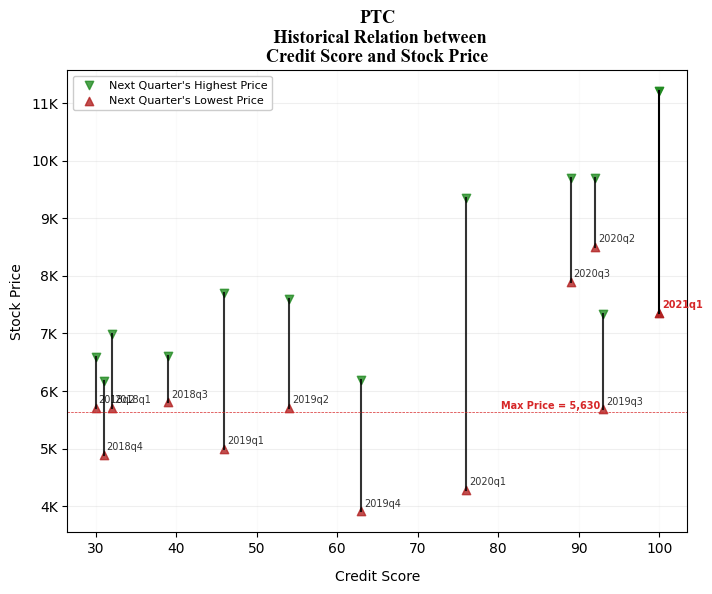 PTC
Historical Relation between
Credit Score and Stock Price
Next Quarter's Highest Price
Next Quarter's Lowest Price
11K
10K
9K
8K
7K
6K
5K
4K
Stock Price
2020q2
2020q3
2021q1
2018q1
2018q3
2019q2
Max Price = 5,630
2019q3
2018q4
2019q1
2020q1
2019q4
30
40
50
60
70
80
90
100
Credit Score